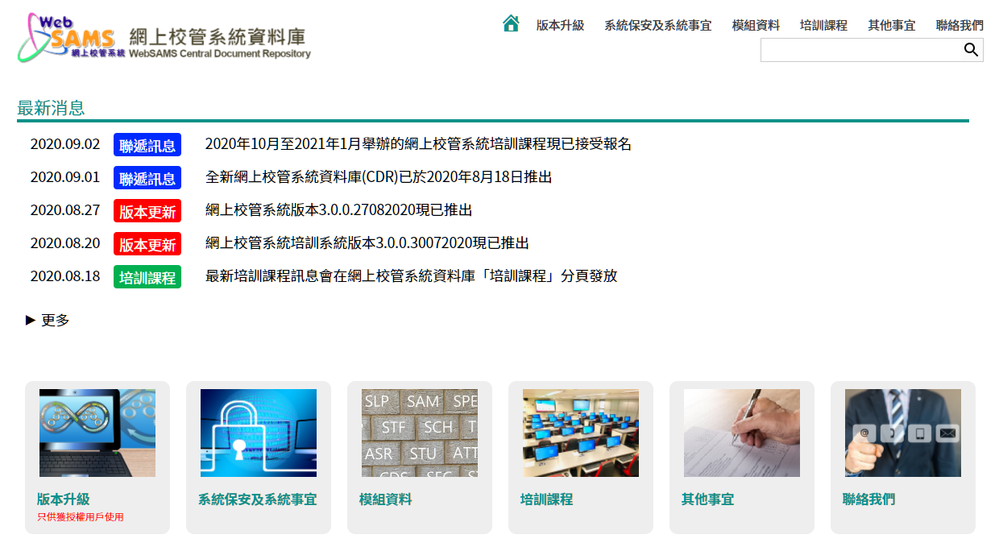 Web
SAMS
網上校管系統
網上校管系統資料庫
WebSAMS Central Document Repository
版本升級 系統保安及系統事宜 模組資料 培訓課程 其他事宜 聯絡我們
最新消息
2020.09.02 聯遞訊息 2020年10月至2021年1月舉辦的網上校管系統培訓課程現已接受報名
2020.09.01 聯遞訊息 全新網上校管系統資料庫(CDR)已於2020年8月18日推出
2020.08.27 版本更新 網上校管系統版本3.0.0.27082020現已推出
2020.08.20 版本更新 網上校管系統培訓系統版本3.0.0.30072020現已推出
2020.08.18 培訓課程 最新培訓課程訊息會在網上校管系統資料庫「培訓課程」分頁發放
► 更多
SLP SAM SPE
STF SCH T
ASR STU ATT
@
版本升級 系統保安及系統事宜 模組資料 培訓課程 其他事宜 聯絡我們
只供獲授權用戶使用